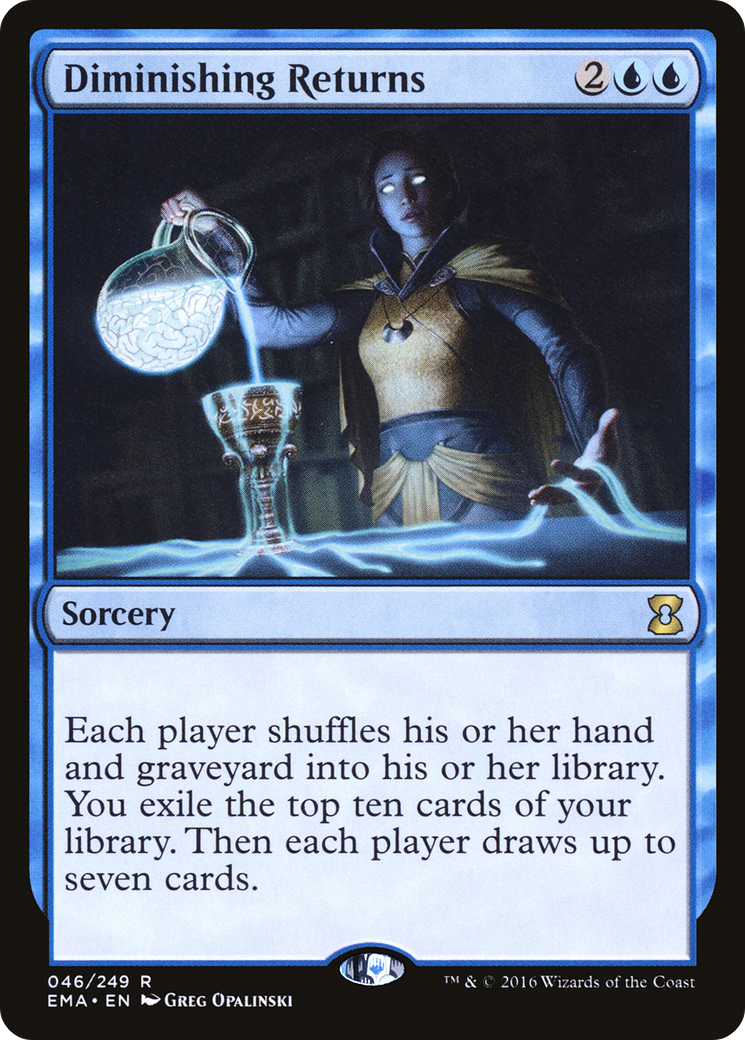 Diminishing Returns 2
Sorcery
Each player shuffles his or her hand
and graveyard into his or her library.
You exile the top ten cards of your
library. Then each player draws up to
seven cards.
046/249 R
EMA • EN Greg Opalinski
™ & © 2016 Wizards of the Coast